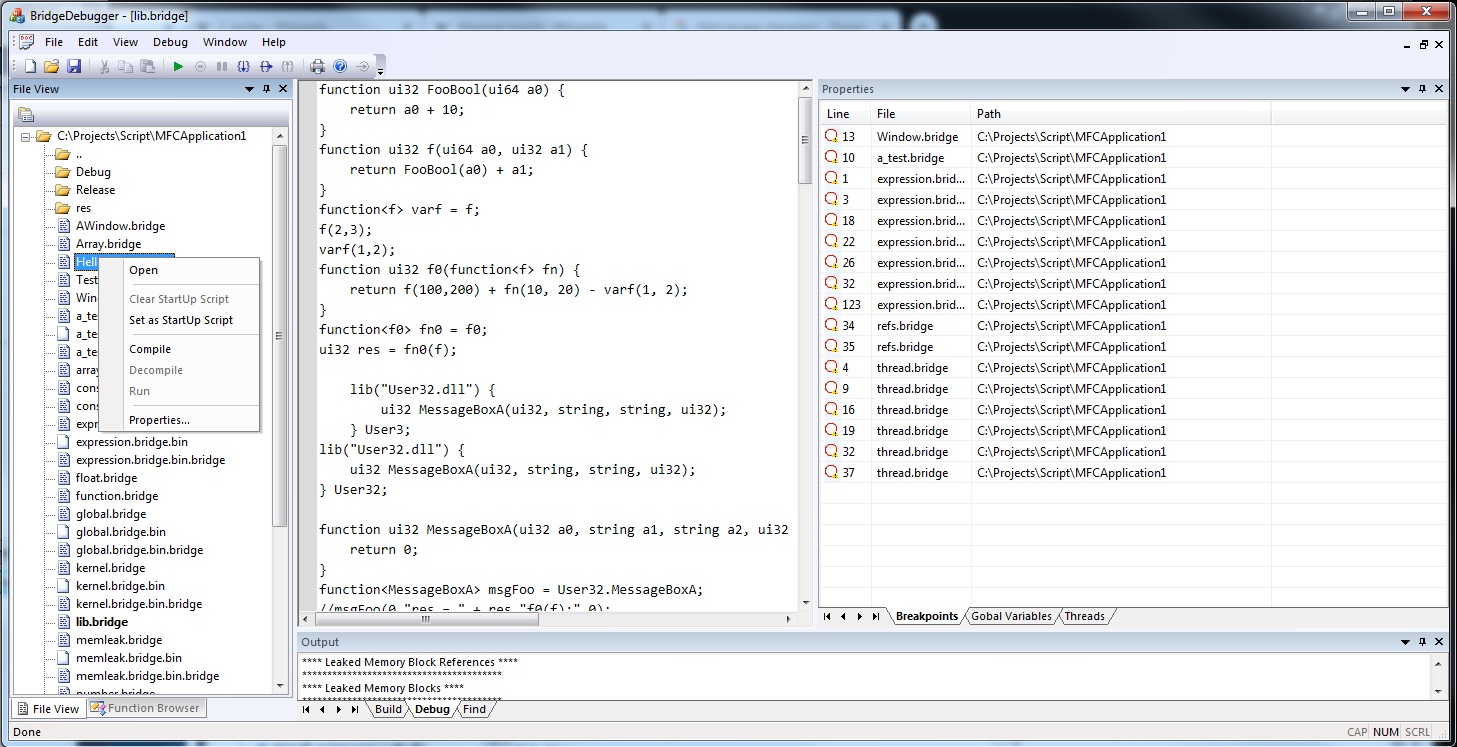 BridgeDebugger - [lib.bridge]
File Edit View Debug Window Help
File View
C:\Projects\Script\MFCApplication1
..
Debug
Release
res
AWindow.bridge
Array.bridge
Hell
Test
Win
a_te
a_te
a_te
array
cons
cons
expr
expression.bridge.bin
expression.bridge.bin.bridge
float.bridge
function.bridge
global.bridge
global.bridge.bin
global.bridge.bin.bridge
kernel.bridge
kernel.bridge.bin
kernel.bridge.bin.bridge
lib.bridge
memleak.bridge
memleak.bridge.bin
memleak.bridge.bin.bridge
number.bridge
Open
Clear StartUp Script
Set as StartUp Script
Compile
Decompile
Run
Properties...
File View Function Browser
function ui32 FooBool(ui64 a0) {
return a0 + 10;
}
function ui32 f(ui64 a0, ui32 a1) {
return FooBool(a0) + a1;
}
function<f> varf = f;
f(2,3);
varf(1,2);
function ui32 f0(function<f> fn) {
return f(100,200) + fn(10, 20) - varf(1, 2);
}
function<f0> fn0 = f0;
ui32 res = fn0(f);
lib("User32.dll") {
ui32 MessageBoxA(ui32, string, string, ui32);
} User3;
lib("User32.dll") {
ui32 MessageBoxA(ui32, string, string, ui32);
} User32;
function ui32 MessageBoxA(ui32 a0, string a1, string a2, ui32
return 0;
}
function<MessageBoxA> msgFoo = User32.MessageBoxA;
//msgFoo(0,"res = " + res,"f0(f):",0);
Properties
Line File Path
13 Window.bridge C:\Projects\Script\MFCApplication1
10 a_test.bridge C:\Projects\Script\MFCApplication1
1 expression.brid... C:\Projects\Script\MFCApplication1
3 expression.brid... C:\Projects\Script\MFCApplication1
18 expression.brid... C:\Projects\Script\MFCApplication1
22 expression.brid... C:\Projects\Script\MFCApplication1
26 expression.brid... C:\Projects\Script\MFCApplication1
32 expression.brid... C:\Projects\Script\MFCApplication1
123 expression.brid... C:\Projects\Script\MFCApplication1
34 refs.bridge C:\Projects\Script\MFCApplication1
35 refs.bridge C:\Projects\Script\MFCApplication1
4 thread.bridge C:\Projects\Script\MFCApplication1
9 thread.bridge C:\Projects\Script\MFCApplication1
16 thread.bridge C:\Projects\Script\MFCApplication1
19 thread.bridge C:\Projects\Script\MFCApplication1
32 thread.bridge C:\Projects\Script\MFCApplication1
37 thread.bridge C:\Projects\Script\MFCApplication1
Breakpoints Gobal Variables Threads
Output
**** Leaked Memory Block References ****
****************************************
**** Leaked Memory Blocks ****
****************************************
Build Debug Find
Done
CAP NUM SCRL